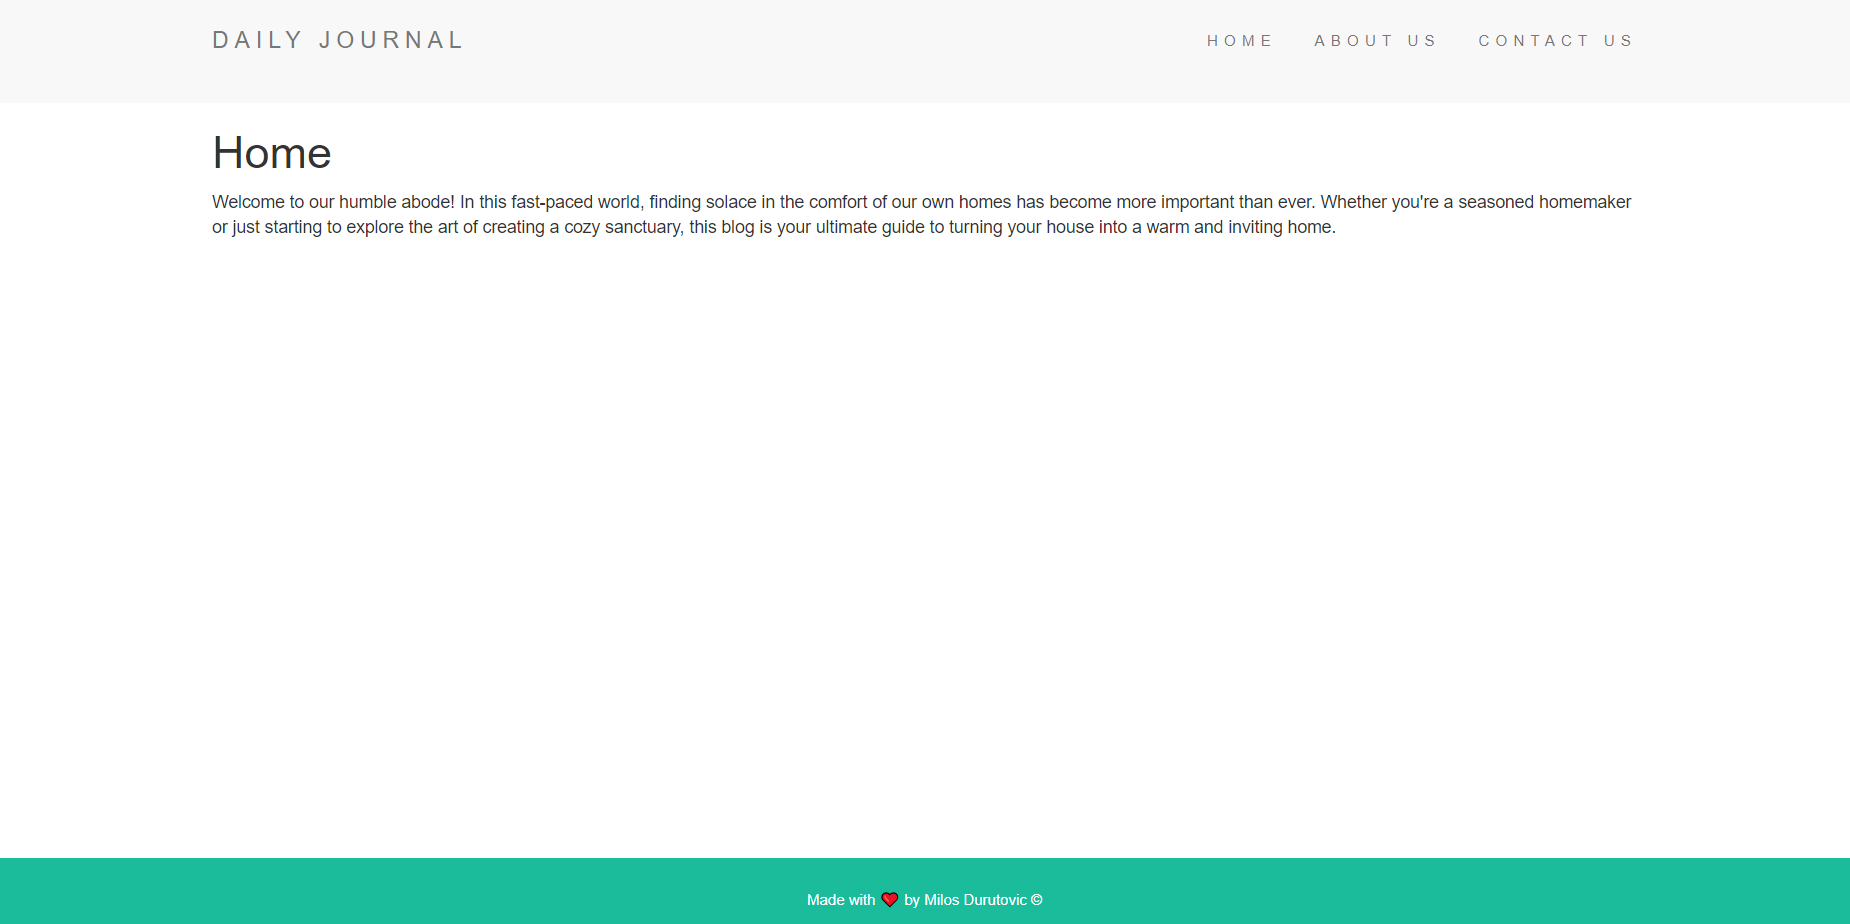 DAILY JOURNAL
HOME ABOUT US CONTACT US
Home
Welcome to our humble abode! In this fast-paced world, finding solace in the comfort of our own homes has become more important than ever. Whether you're a seasoned homemaker
or just starting to explore the art of creating a cozy sanctuary, this blog is your ultimate guide to turning your house into a warm and inviting home.
Made with ❤ by Milos Durutovic ©